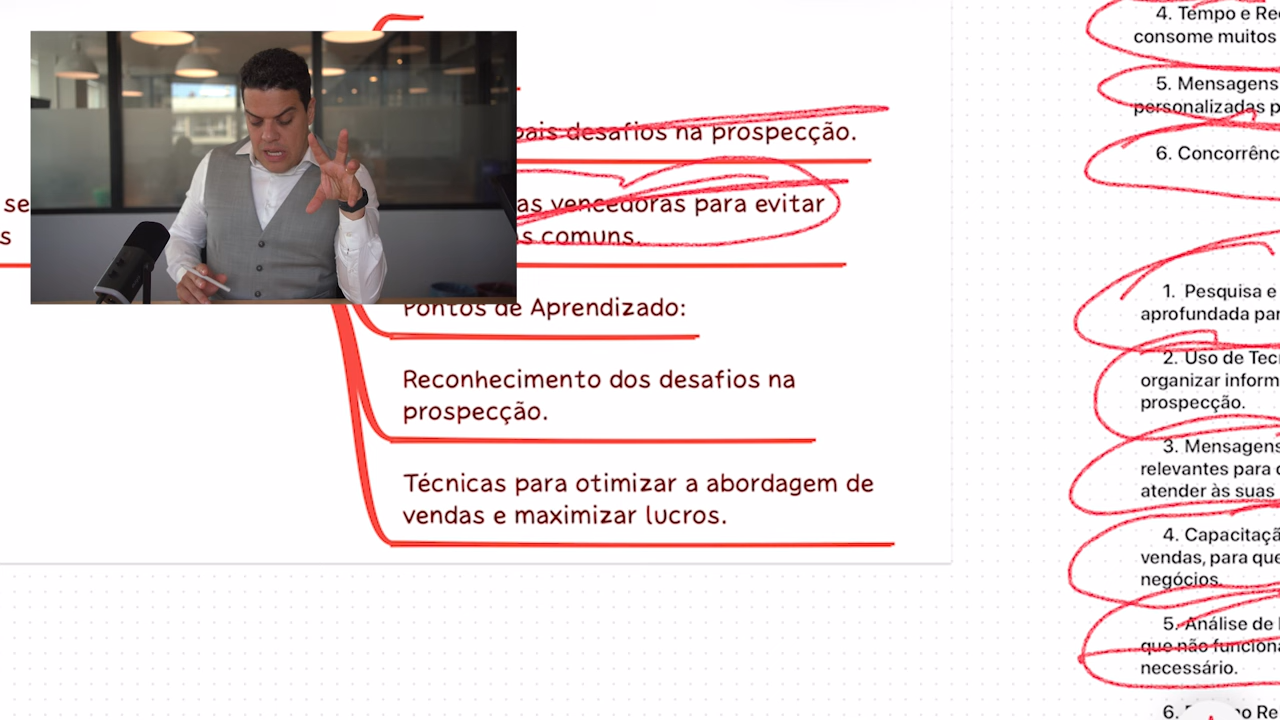 desafios na prospecção.
se
as vencedoras para evitar
s
s comuns.
Pontos de Aprendizado:
Reconhecimento dos desafios na
prospecção.
Técnicas para otimizar a abordagem de
vendas e maximizar lucros.
4. Tempo e Re
consome muitos
5. Mensagens
personalizadas p
6. Concorrênc
1. Pesquisa e
aprofundada par
2. Uso de Tec
organizar inform
prospecção.
3. Mensagens
relevantes para
atender às suas
4. Capacitaçã
vendas, para que
negócios.
5. Análise de
que não funciona
necessário.
6.